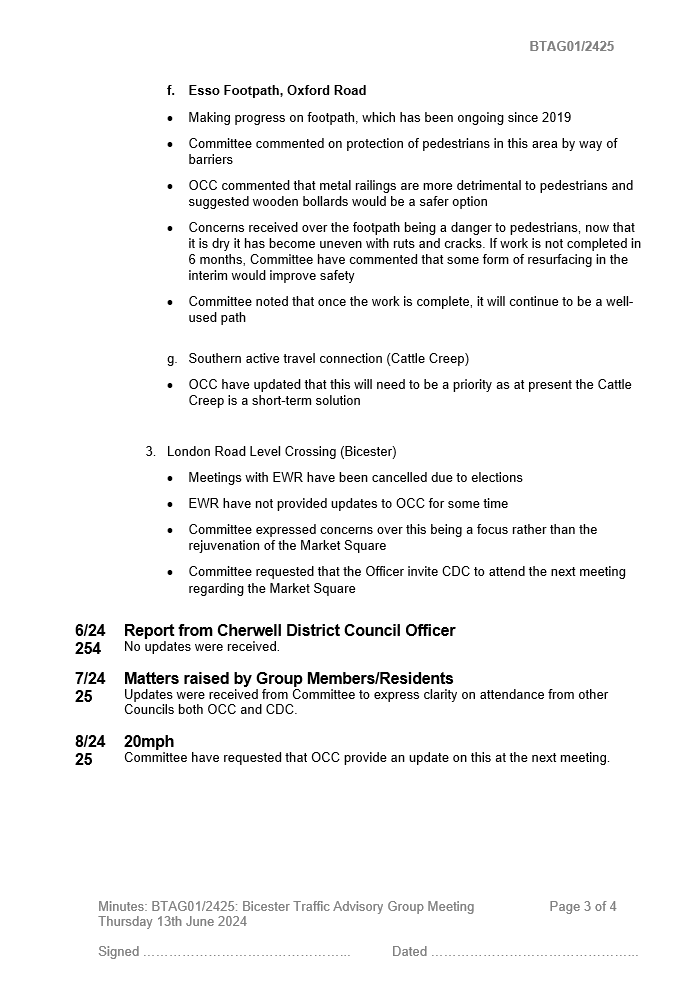 BTAG01/2425
f. Esso Footpath, Oxford Road
• Making progress on footpath, which has been ongoing since 2019
• Committee commented on protection of pedestrians in this area by way of
barriers
• OCC commented that metal railings are more detrimental to pedestrians and
suggested wooden bollards would be a safer option
• Concerns received over the footpath being a danger to pedestrians, now that
it is dry it has become uneven with ruts and cracks. If work is not completed in
6 months, Committee have commented that some form of resurfacing in the
interim would improve safety
• Committee noted that once the work is complete, it will continue to be a well-
used path
g. Southern active travel connection (Cattle Creep)
• OCC have updated that this will need to be a priority as at present the Cattle
Creep is a short-term solution
3. London Road Level Crossing (Bicester)
• Meetings with EWR have been cancelled due to elections
• EWR have not provided updates to OCC for some time
• Committee expressed concerns over this being a focus rather than the
rejuvenation of the Market Square
• Committee requested that the Officer invite CDC to attend the next meeting
regarding the Market Square
6/24 Report from Cherwell District Council Officer
254 No updates were received.
7/24 Matters raised by Group Members/Residents
25 Updates were received from Committee to express clarity on attendance from other
Councils both OCC and CDC.
8/24 20mph
25 Committee have requested that OCC provide an update on this at the next meeting.
Minutes: BTAG01/2425: Bicester Traffic Advisory Group Meeting Page 3 of 4
Thursday 13th June 2024
Signed ………………………………………... Dated ………………………………………...